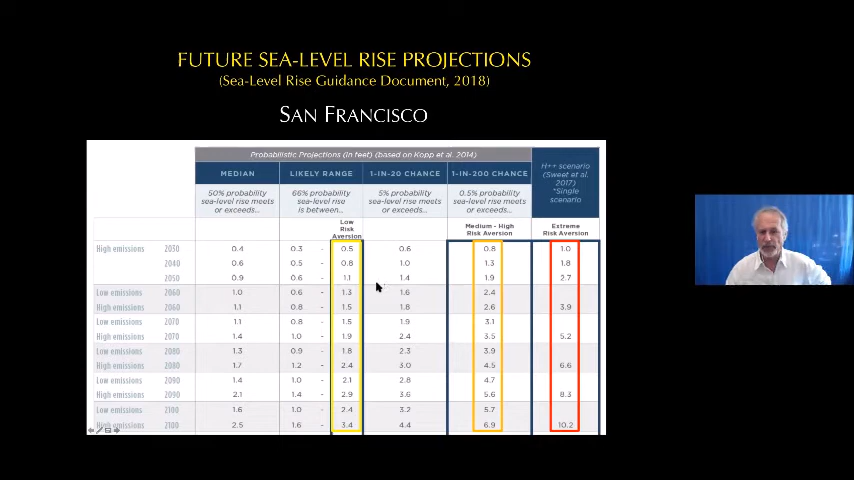 FUTURE SEA-LEVEL RISE PROJECTIONS
(Sea-Level Rise Guidance Document, 2018)
SAN FRANCISCO
Probabilistic Projections (in feet) (based on Kopp et al. 2014)
H++ scenario
(Sweet et al.
2017)
*Single
scenario
MEDIAN LIKELY RANGE 1-IN-20 CHANCE 1-IN-200 CHANCE
50% probability 66% probability 5% probability 0.5% probability
sea-level rise meets sea-level rise sea-level rise meets sea-level rise meets
or exceeds... is between... or exceeds... or exceeds...
Low
Risk
Aversion
Medium - High
Risk Aversion
Extreme
Risk Aversion
High emissions 2030 0.4 0.3 - 0.5 0.6 0.8 1.0
2040 0.6 0.5 - 0.8 1.0 1.3 1.8
2050 0.9 0.6 - 1.1 1.4 1.9 2.7
Low emissions 2060 1.0 0.6 - 1.3 1.6 2.4
High emissions 2060 1.1 0.8 - 1.5 1.8 2.6 3.9
Low emissions 2070 1.1 0.8 - 1.5 1.9 3.1
High emissions 2070 1.4 1.0 - 1.9 2.4 3.5 5.2
Low emissions 2080 1.3 0.9 - 1.8 2.3 3.9
High emissions 2080 1.7 1.2 - 2.4 3.0 4.5 6.6
Low emissions 2090 1.4 1.0 - 2.1 2.8 4.7
High emissions 2090 2.1 1.4 - 2.9 3.6 5.6 8.3
Low emissions 2100 1.6 1.0 - 2.4 3.2 5.7
High emissions 2100 2.5 1.6 - 3.4 4.4 6.9 10.2